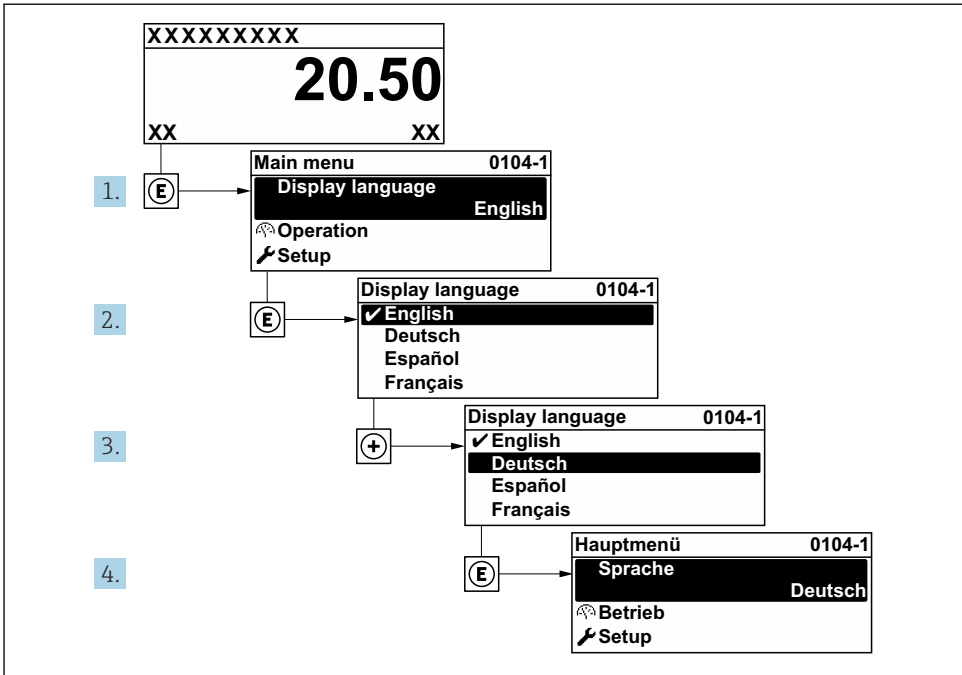 XXXXXXXXX
20.50
XX XX
1. E
Main menu 0104-1
Display language
English
Operation
Setup
2. E
Display language 0104-1
✔ English
Deutsch
Español
Français
3. +
Display language 0104-1
✔ English
Deutsch
Español
Français
4. E
Hauptmenü 0104-1
Sprache
Deutsch
Betrieb
Setup